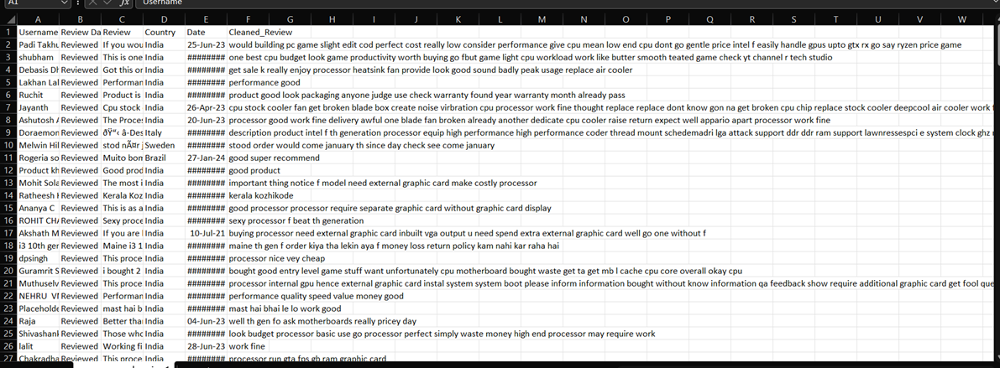 A1 fx Username
A B C D E F G H I J K L M N O P Q R S T U V W
1 Username Review Da Review Country Date Cleaned_Review
2 Padi Takhu Reviewed If you wou India 25-Jun-23 would building pc game slight edit cod perfect cost really low consider performance give cpu mean low end cpu dont go gentle price intel f easily handle gpus upto gtx rx go say ryzen price game
3 shubham Reviewed This is one India ######## one best cpu budget look game productivity worth buying go fbut game light cpu workload work like butter smooth teated game check yt channel r tech studio
4 Debasis Dh Reviewed Got this or India ######## get sale k really enjoy processor heatsink fan provide look good sound badly peak usage replace air cooler
5 Lakhan Lal Reviewed Performan India ######## performance good
6 Ruchit Reviewed Product is India ######## product good look packaging anyone judge use check warranty found year warranty month already pass
7 Jayanth Reviewed Cpu stock India 26-Apr-23 cpu stock cooler fan get broken blade box create noise virbration cpu processor work fine thought replace replace dont know gon na get broken cpu chip replace stock cooler deepcool air cooler work
8 Ashutosh A Reviewed The Proces India 20-Jun-23 processor good work fine delivery awful one blade fan broken already another dedicate cpu cooler raise return expect well appario apart processor work fine
9 Doraemon Reviewed ðŸ“‹ â-Des Italy ######## description product intel f th generation processor equip high performance high performance coder thread mount schedemadri lga attack support ddr ddr ram support lawnressespci e system clock ghz
10 Melwin Hil Reviewed stod nÃ¤r j Sweden ######## stood order would come january th since day check see come january
11 Rogeria so Reviewed Muito bon Brazil 27-Jan-24 good super recommend
12 Product kh Reviewed Good prod India ######## good product
13 Mohit Sola Reviewed The most i India ######## important thing notice f model need external graphic card make costly processor
14 Ratheesh K Reviewed Kerala Koz India ######## kerala kozhikode
15 Ananya C Reviewed This is as a India ######## good processor processor require separate graphic card without graphic card display
16 ROHIT CHA Reviewed Sexy proce India ######## sexy processor f beat th generation
17 Akshath M Reviewed If you are India 10-Jul-21 buying processor need external graphic card inbuilt vga output u need spend extra external graphic card well go one without f
18 i3 10th ger Reviewed Maine i3 1 India ######## maine th gen f order kiya tha lekin aya f money loss return policy kam nahi kar raha hai
19 dpsingh Reviewed This proce India ######## processor nice vey cheap
20 Guramrit S Reviewed i bought 2 India ######## bought good entry level game stuff want unfortunately cpu motherboard bought waste get ta get mb l cache cpu core overall okay cpu
21 Muthuselv Reviewed This proce India ######## processor internal gpu hence external graphic card instal system system boot please inform information bought without know information qa feedback show require additional graphic card get fool que
22 NEHRU VN Reviewed Performan India ######## performance quality speed value money good
23 Placeholde Reviewed mast hai b India ######## mast hai bhai le lo work good
24 Raja Reviewed Better tha India 04-Jun-23 well th gen fo ask motherboards really pricey day
25 Shivashank Reviewed Those who India ######## look budget processor basic use go processor perfect simply waste money high end processor may require work
26 lalit Reviewed Working fi India 28-Jun-23 work fine
27 Chakradha Reviewed This proce India ######## processor run gta fps gb ram graphic card